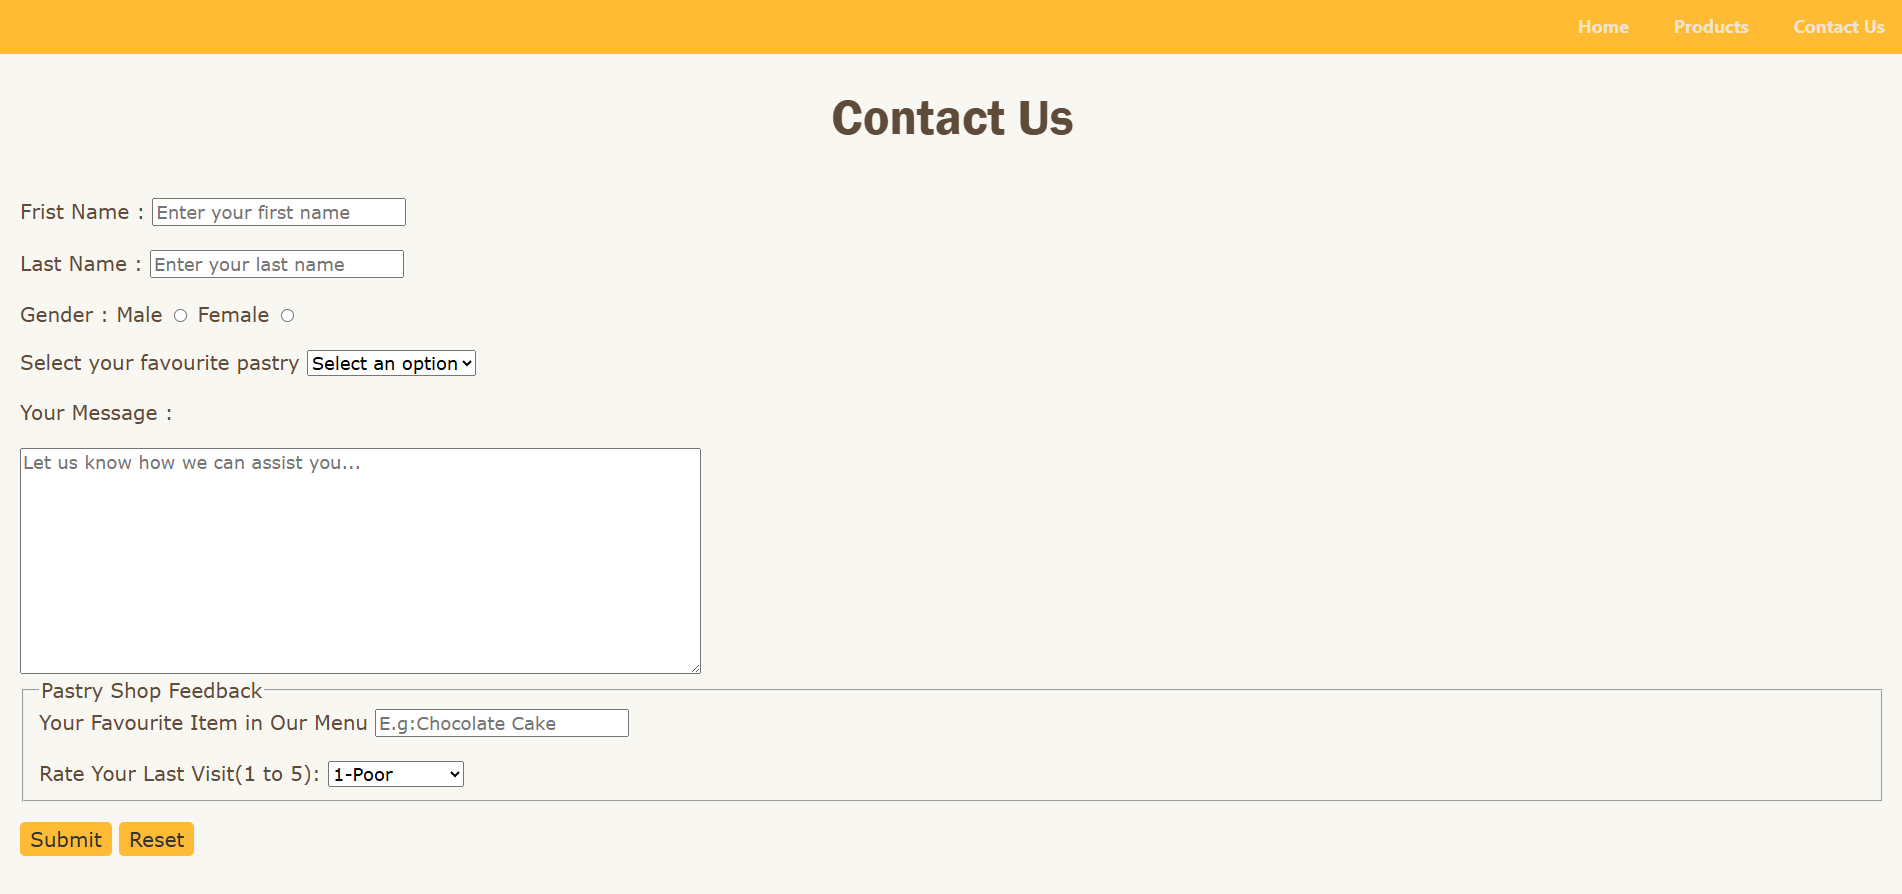 Home Products Contact Us
Contact Us
Frist Name : Enter your first name
Last Name : Enter your last name
Gender : Male Female
Select your favourite pastry Select an option
Your Message :
Let us know how we can assist you...
Pastry Shop Feedback
Your Favourite Item in Our Menu E.g:Chocolate Cake
Rate Your Last Visit(1 to 5): 1-Poor
Submit Reset